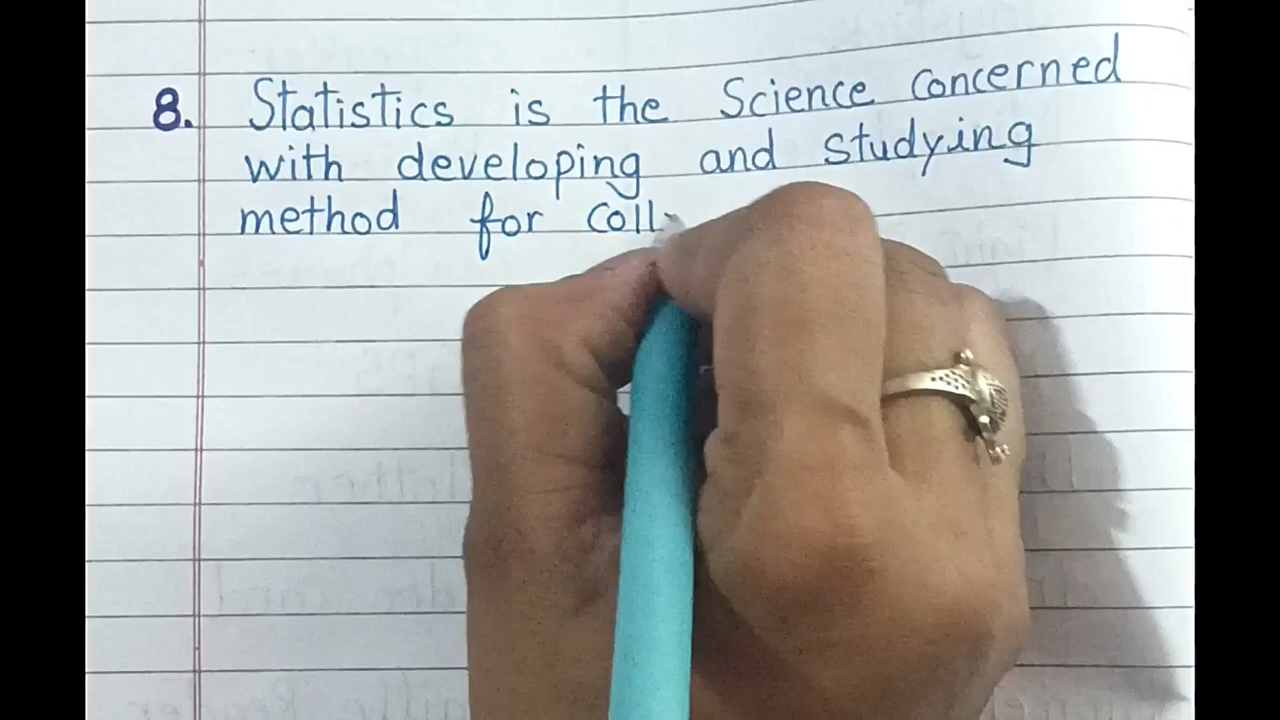 8. Statistics is the Science concerned
with developing and studying
method for coll